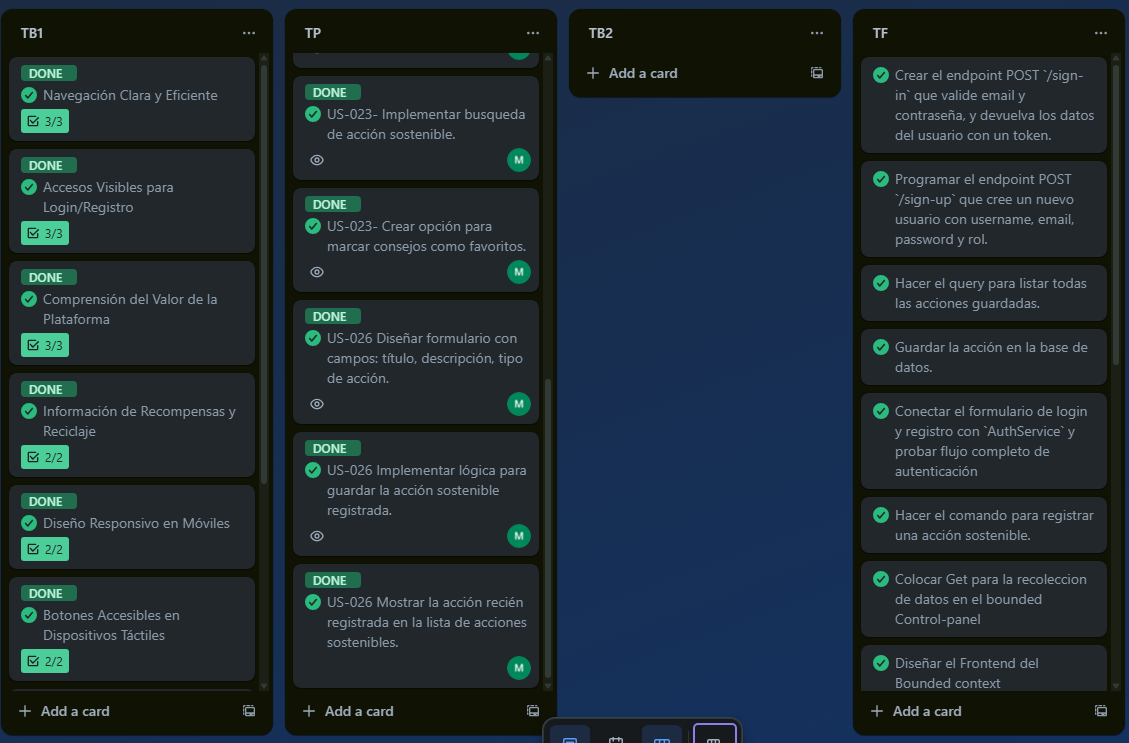 TB1
DONE
Navegación Clara y Eficiente
3/3
DONE
Accesos Visibles para
Login/Registro
3/3
DONE
Comprensión del Valor de la
Plataforma
3/3
DONE
Información de Recompensas y
Reciclaje
2/2
DONE
Diseño Responsivo en Móviles
2/2
DONE
Botones Accesibles en
Dispositivos Táctiles
2/2
+ Add a card
TP
DONE
US-023- Implementar busqueda
de acción sostenible.
M
DONE
US-023- Crear opción para
marcar consejos como favoritos.
M
DONE
US-026 Diseñar formulario con
campos: título, descripción, tipo
de acción.
M
DONE
US-026 Implementar lógica para
guardar la acción sostenible
registrada.
M
DONE
US-026 Mostrar la acción recién
registrada en la lista de acciones
sostenibles.
M
+ Add a card
TB2
+ Add a card
TF
Crear el endpoint POST `/sign-
in` que valide email y
contraseña, y devuelva los datos
del usuario con un token.
Programar el endpoint POST
`/sign-up` que cree un nuevo
usuario con username, email,
password y rol.
Hacer el query para listar todas
las acciones guardadas.
Guardar la acción en la base de
datos.
Conectar el formulario de login
y registro con `AuthService` y
probar flujo completo de
autenticación
Hacer el comando para registrar
una acción sostenible.
Colocar Get para la recoleccion
de datos en el bounded
Control-panel
Diseñar el Frontend del
Bounded context
+ Add a card